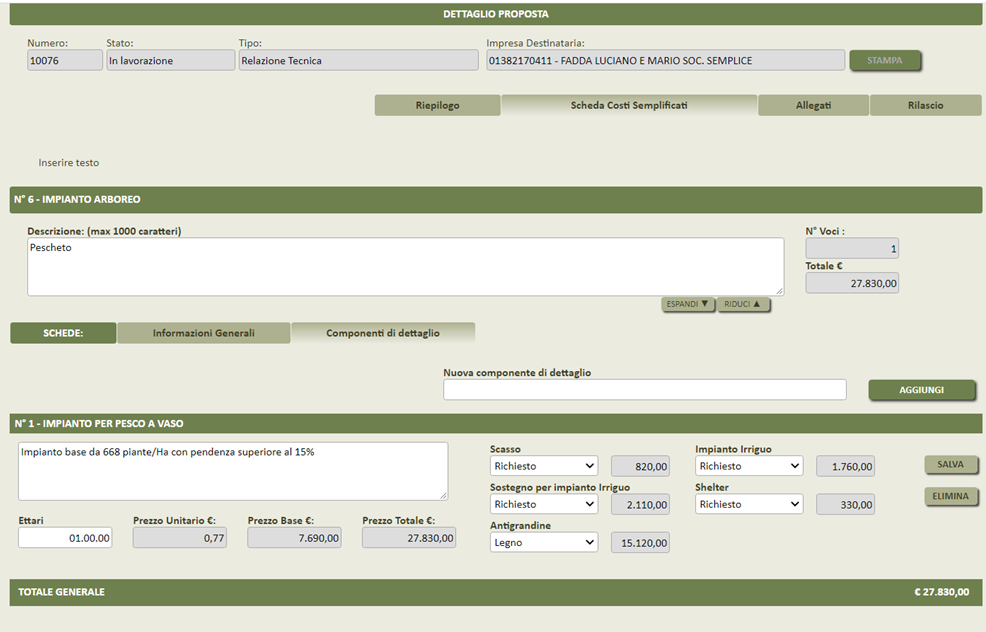 DETTAGLIO PROPOSTA
Numero: Stato: Tipo: Impresa Destinataria:
10076 In lavorazione Relazione Tecnica 01382170411 - FADDA LUCIANO E MARIO SOC. SEMPLICE STAMPA
Riepilogo Scheda Costi Semplificati Allegati Rilascio
Inserire testo
N° 6 - IMPIANTO ARBOREO
Descrizione: (max 1000 caratteri) N° Voci :
Pescheto 1
Totale €
27.830,00
ESPANDI ▼ RIDUCI ▲
SCHEDE: Informazioni Generali Componenti di dettaglio
Nuova componente di dettaglio
AGGIUNGI
N° 1 - IMPIANTO PER PESCO A VASO
Impianto base da 668 piante/Ha con pendenza superiore al 15%
Scasso Impianto Irriguo
Richiesto 820,00 Richiesto 1.760,00 SALVA
Sostegno per impianto Irriguo Shelter
Richiesto 2.110,00 Richiesto 330,00 ELIMINA
Ettari Prezzo Unitario €: Prezzo Base €: Prezzo Totale €: Antigrandine
01.00.00 0,77 7.690,00 27.830,00 Legno 15.120,00
TOTALE GENERALE € 27.830,00